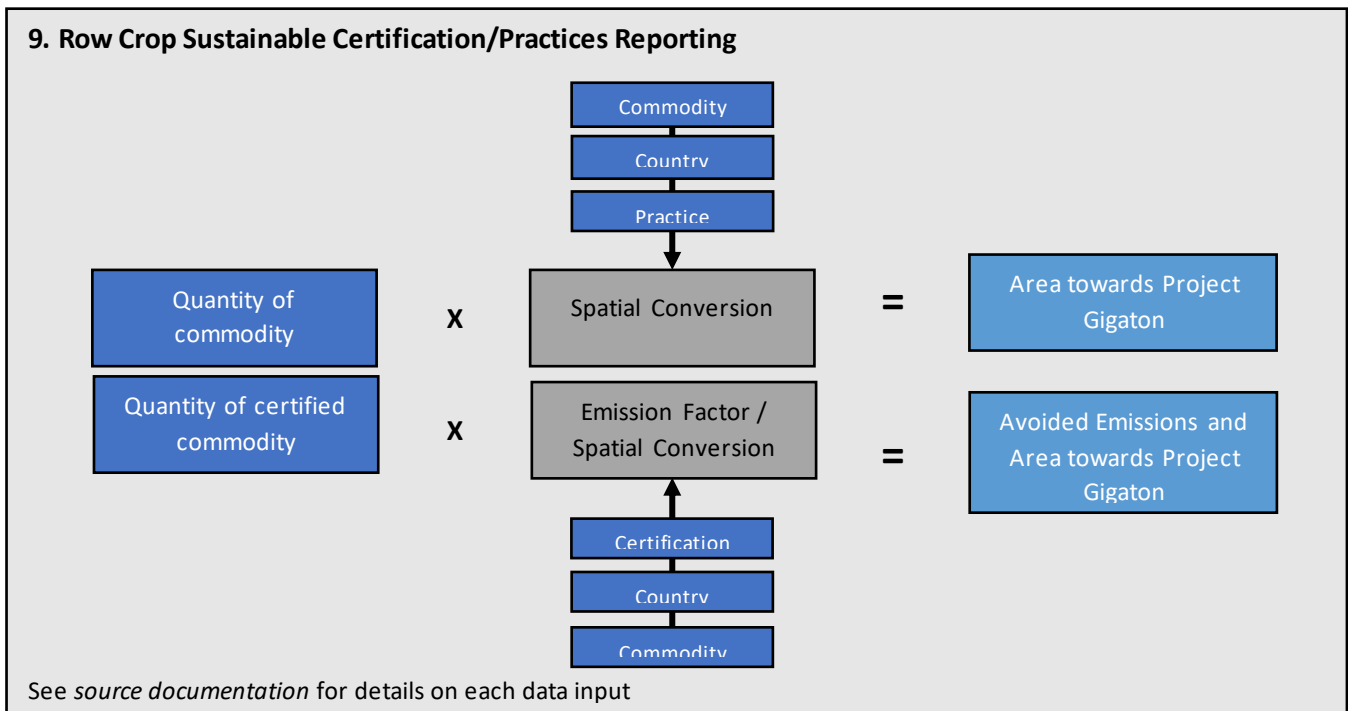 9. Row Crop Sustainable Certification/Practices Reporting
Commodity
Country
Practice
Quantity of
commodity
X
Spatial Conversion
=
Area towards Project
Gigaton
Quantity of certified
commodity
X
Emission Factor /
Spatial Conversion
=
Avoided Emissions and
Area towards Project
Gigaton
Certification
Country
Commodity
See source documentation for details on each data input